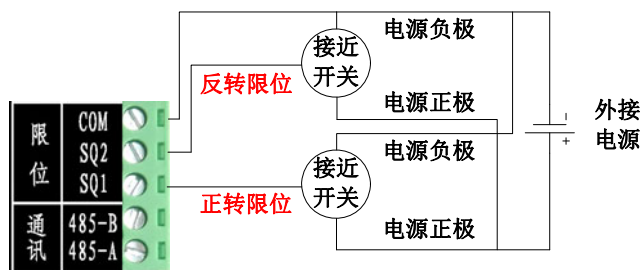 限位
COM
SQ2
SQ1
通讯
485-B
485-A
反转限位
正转限位
接近
开关
电源负极
电源正极
接近
开关
电源负极
电源正极
-
+
外接
电源